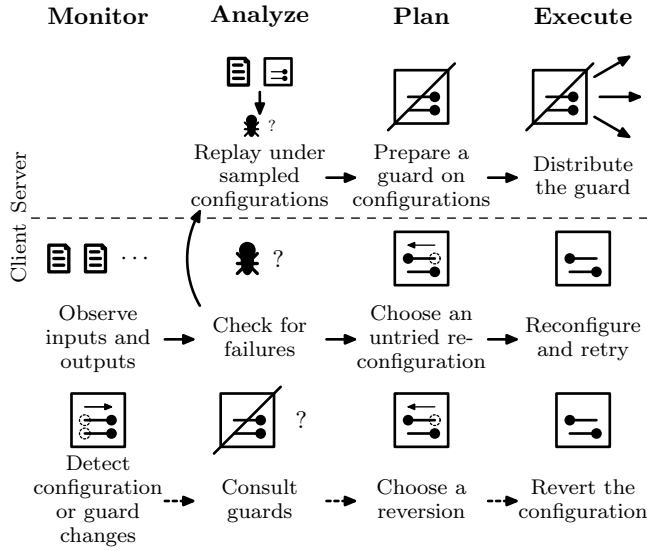 Monitor
Analyze
Plan
Execute
?
Replay under
sampled
configurations
Prepare a
guard on
configurations
Distribute
the guard
Server
Client
...
?
Observe
inputs and
outputs
Check for
failures
Choose an
untried re-
configuration
Reconfigure
and retry
?
Detect
configuration
or guard
changes
Consult
guards
Choose a
reversion
Revert the
configuration